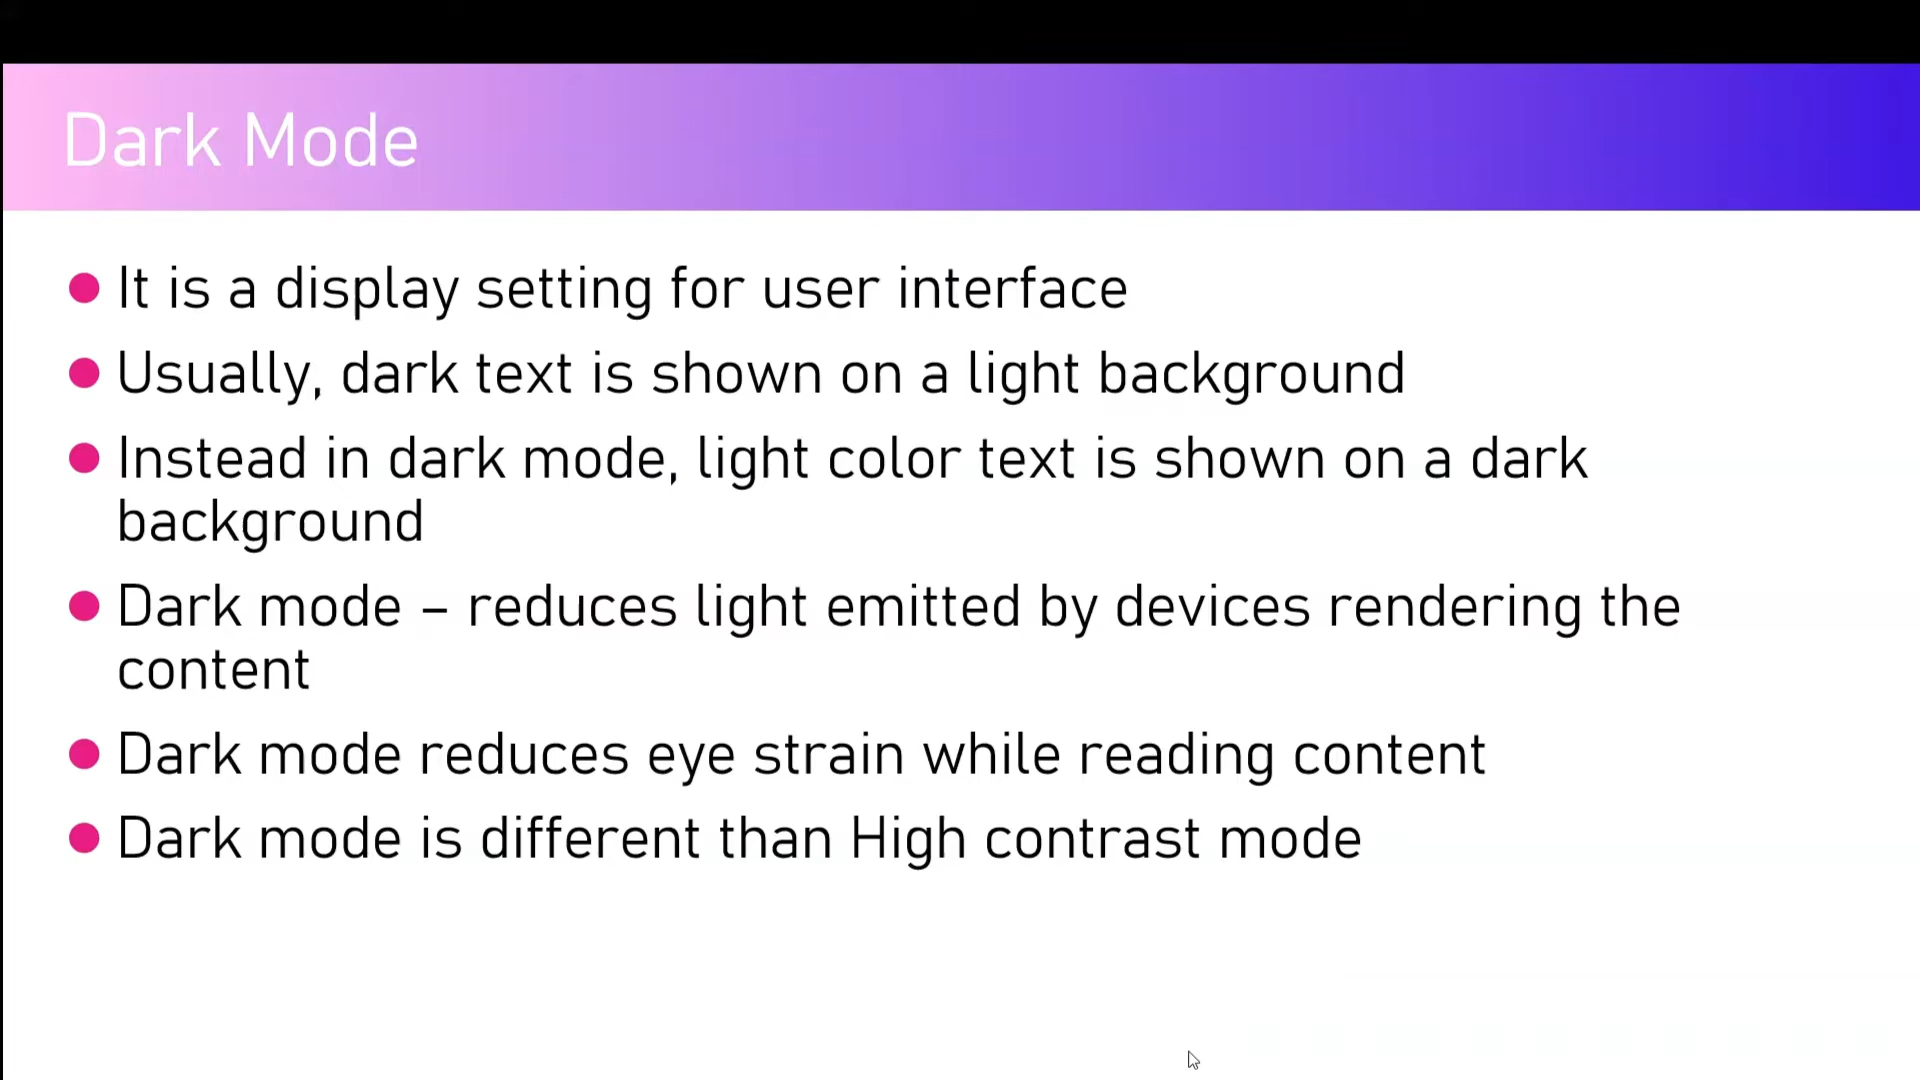 Dark Mode
It is a display setting for user interface
Usually, dark text is shown on a light background
Instead in dark mode, light color text is shown on a dark
background
Dark mode – reduces light emitted by devices rendering the
content
Dark mode reduces eye strain while reading content
Dark mode is different than High contrast mode